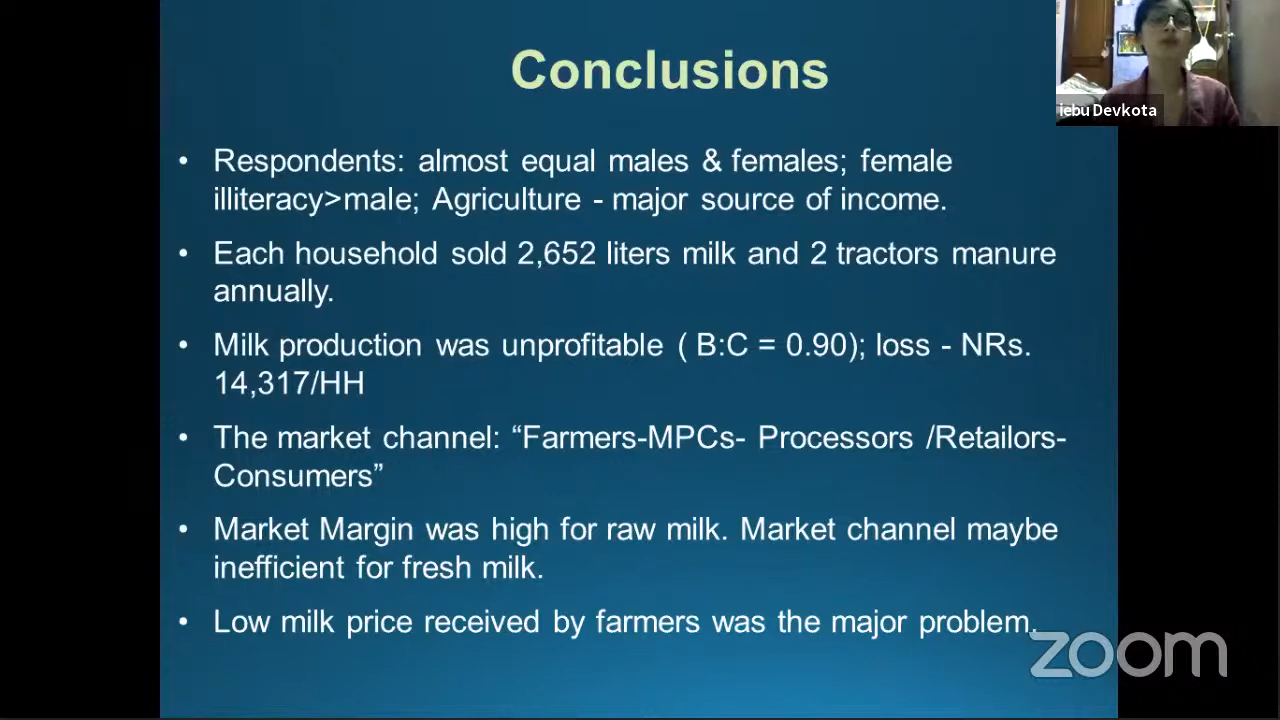 Conclusions
iebu Devkota
• Respondents: almost equal males & females; female
illiteracy>male; Agriculture - major source of income.
• Each household sold 2,652 liters milk and 2 tractors manure
annually.
• Milk production was unprofitable ( B:C = 0.90); loss - NRs.
14,317/HH
• The market channel: “Farmers-MPCs- Processors /Retailors-
Consumers”
• Market Margin was high for raw milk. Market channel maybe
inefficient for fresh milk.
• Low milk price received by farmers was the major problem.
zoom